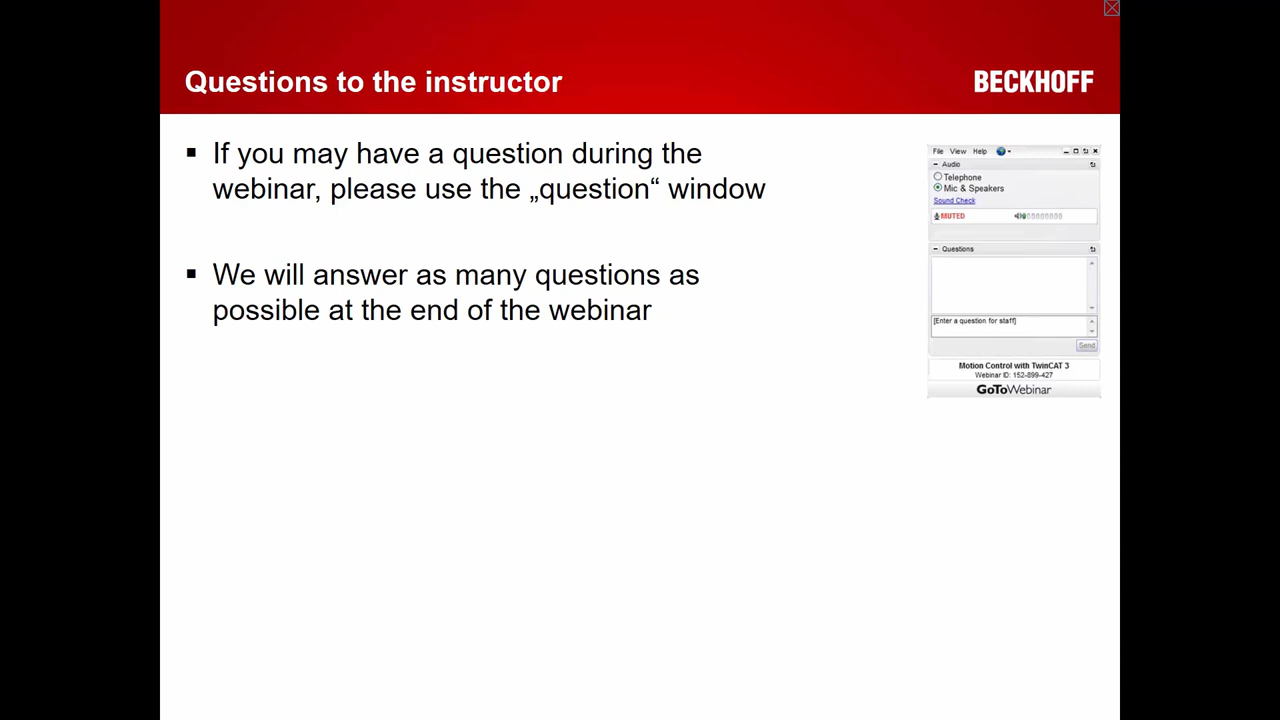 Questions to the instructor
BECKHOFF
▪ If you may have a question during the
webinar, please use the „question“ window
▪ We will answer as many questions as
possible at the end of the webinar
File View Help
Audio
Telephone
Mic & Speakers
Sound Check
MUTED
Questions
[Enter a question for staff]
Send
Motion Control with TwinCAT 3
Webinar ID: 152-899-427
GoToWebinar